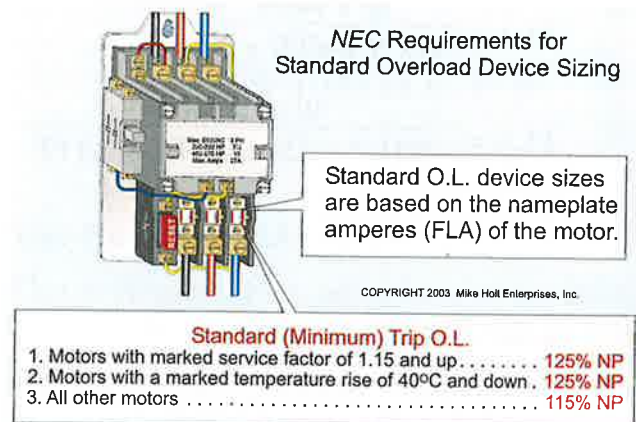 NEC Requirements for
Standard Overload Device Sizing
RESET
Standard O.L. device sizes
are based on the nameplate
amperes (FLA) of the motor.
COPYRIGHT 2003 Mike Holt Enterprises, Inc.
Standard (Minimum) Trip O.L.
1. Motors with marked service factor of 1.15 and up . . . . . . . . 125% NP
2. Motors with a marked temperature rise of 40ºC and down . 125% NP
3. All other motors . . . . . . . . . . . . . . . . . . . . . . . . . . . . . . . . . 115% NP